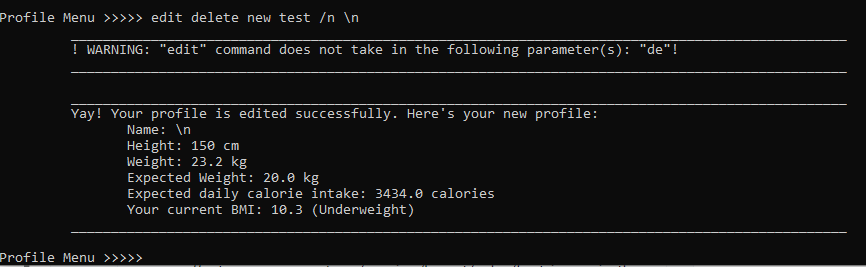 Profile Menu >>>>> edit delete new test /n \n
! WARNING: "edit" command does not take in the following parameter(s): "de"!
Yay! Your profile is edited successfully. Here's your new profile:
Name: \n
Height: 150 cm
Weight: 23.2 kg
Expected Weight: 20.0 kg
Expected daily calorie intake: 3434.0 calories
Your current BMI: 10.3 (Underweight)
Profile Menu >>>>>